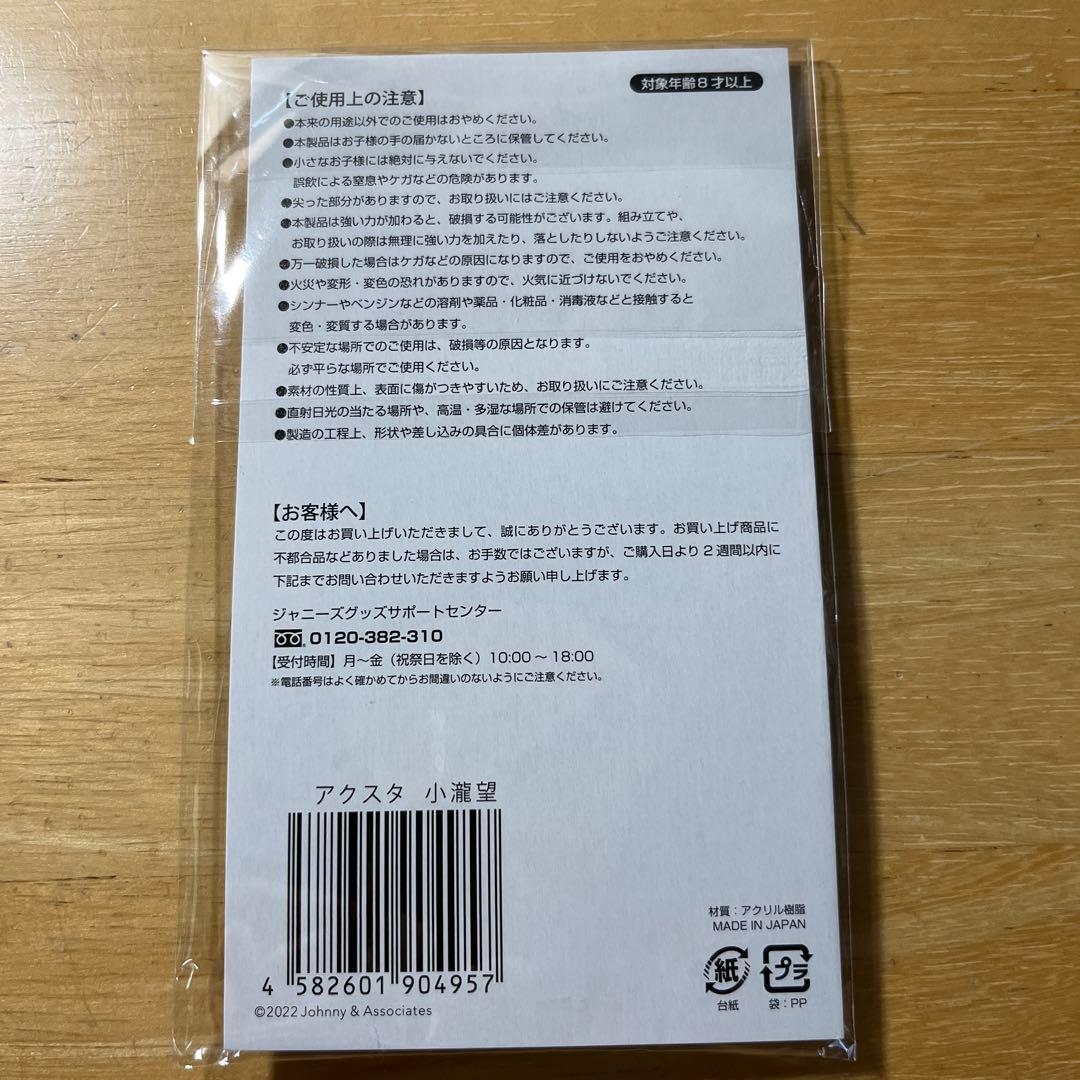 対象年齢8才以上
【ご使用上の注意】
●本来の用途以外でのご使用はおやめください。
●本製品はお子様の手の届かないところに保管してください。
●小さなお子様には絶対に与えないでください。
誤飲による窒息やケガなどの危険があります。
●尖った部分がありますので、お取り扱いにはご注意ください。
●本製品は強い力が加わると、破損する可能性がございます。組み立てや、
お取り扱いの際は無理に強い力を加えたり、落としたりしないようご注意ください。
●万一破損した場合はケガなどの原因になりますので、ご使用をおやめください。
●火災や変形・変色の恐れがありますので、火気に近づけないでください。
●シンナーやベンジンなどの溶剤や薬品・化粧品・消毒液などと接触すると
変色・変質する場合があります。
●不安定な場所でのご使用は、破損等の原因となります。
必ず平らな場所でご使用ください。
●素材の性質上、表面に傷がつきやすいため、お取り扱いにご注意ください。
●直射日光の当たる場所や、高温・多湿な場所での保管は避けてください。
●製造の工程上、形状や差し込みの具合に個体差があります。
【お客様へ】
この度はお買い上げいただきまして、誠にありがとうございます。お買い上げ商品に
不都合品などありました場合は、お手数ではございますが、ご購入日より2週間以内に
下記までお問い合わせいただきますようお願い申し上げます。
ジャニーズグッズサポートセンター
0120-382-310
【受付時間】月～金（祝祭日を除く）10:00～18:00
※電話番号はよく確かめてからお間違いのないようにご注意ください。
アクスタ 小瀧望
4 582601 904957
©2022 Johnny & Associates
材質：アクリル樹脂
MADE IN JAPAN
紙
台紙
プラ
袋：PP